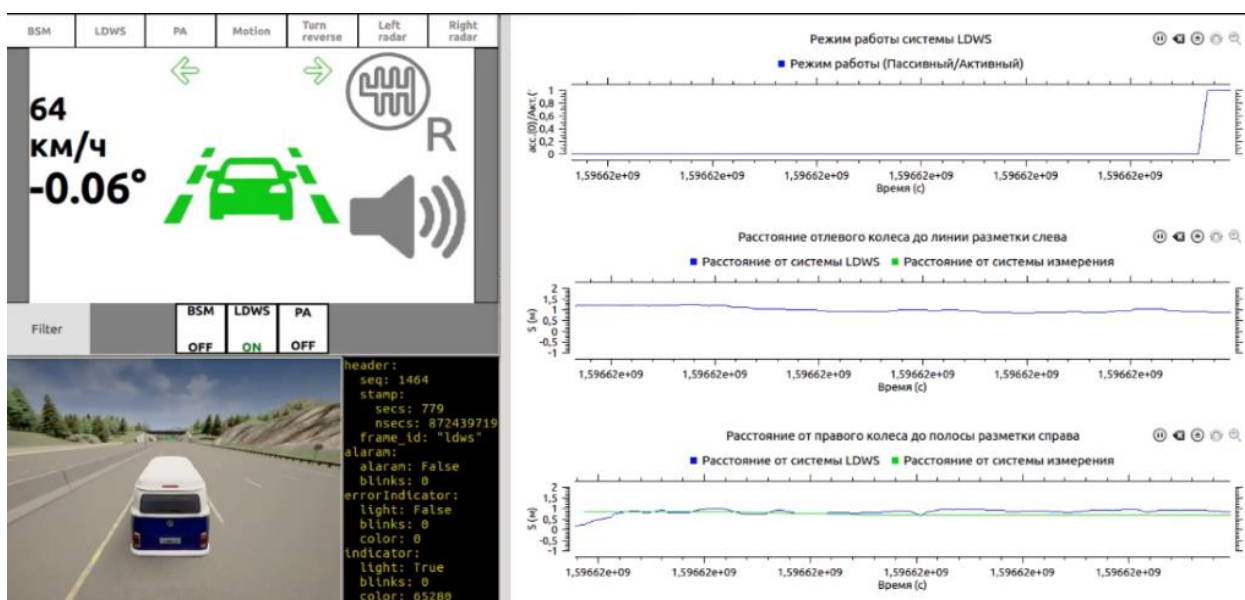 BSM LDWS PA Motion Turn reverse Left radar Right radar
64
км/ч
-0.06°
R
Filter
BSM LDWS PA
OFF ON OFF
header:
seq: 1464
stamp:
secs: 779
nsecs: 872439719
frame_id: "ldws"
alaram:
alaram: False
blinks: 0
errorIndicator:
light: False
blinks: 0
color: 0
indicator:
light: True
blinks: 0
color: 65280
Режим работы системы LDWS
Режим работы (Пассивный/Активный)
асс.(0)/Акт.(
1
0,8
0,6
0,4
0,2
0
1,59662e+09 1,59662e+09 1,59662e+09 1,59662e+09 1,59662e+09 1,59662e+09
Время (с)
Расстояние отлевого колеса до линии разметки слева
Расстояние от системы LDWS Расстояние от системы измерения
S (м)
2
1,5
1
0,5
0
-0,5
-1
1,59662e+09 1,59662e+09 1,59662e+09 1,59662e+09 1,59662e+09 1,59662e+09
Время (с)
Расстояние от правого колеса до полосы разметки справа
Расстояние от системы LDWS Расстояние от системы измерения
S (м)
2
1,5
1
0,5
0
-0,5
-1
1,59662e+09 1,59662e+09 1,59662e+09 1,59662e+09 1,59662e+09 1,59662e+09
Время (с)